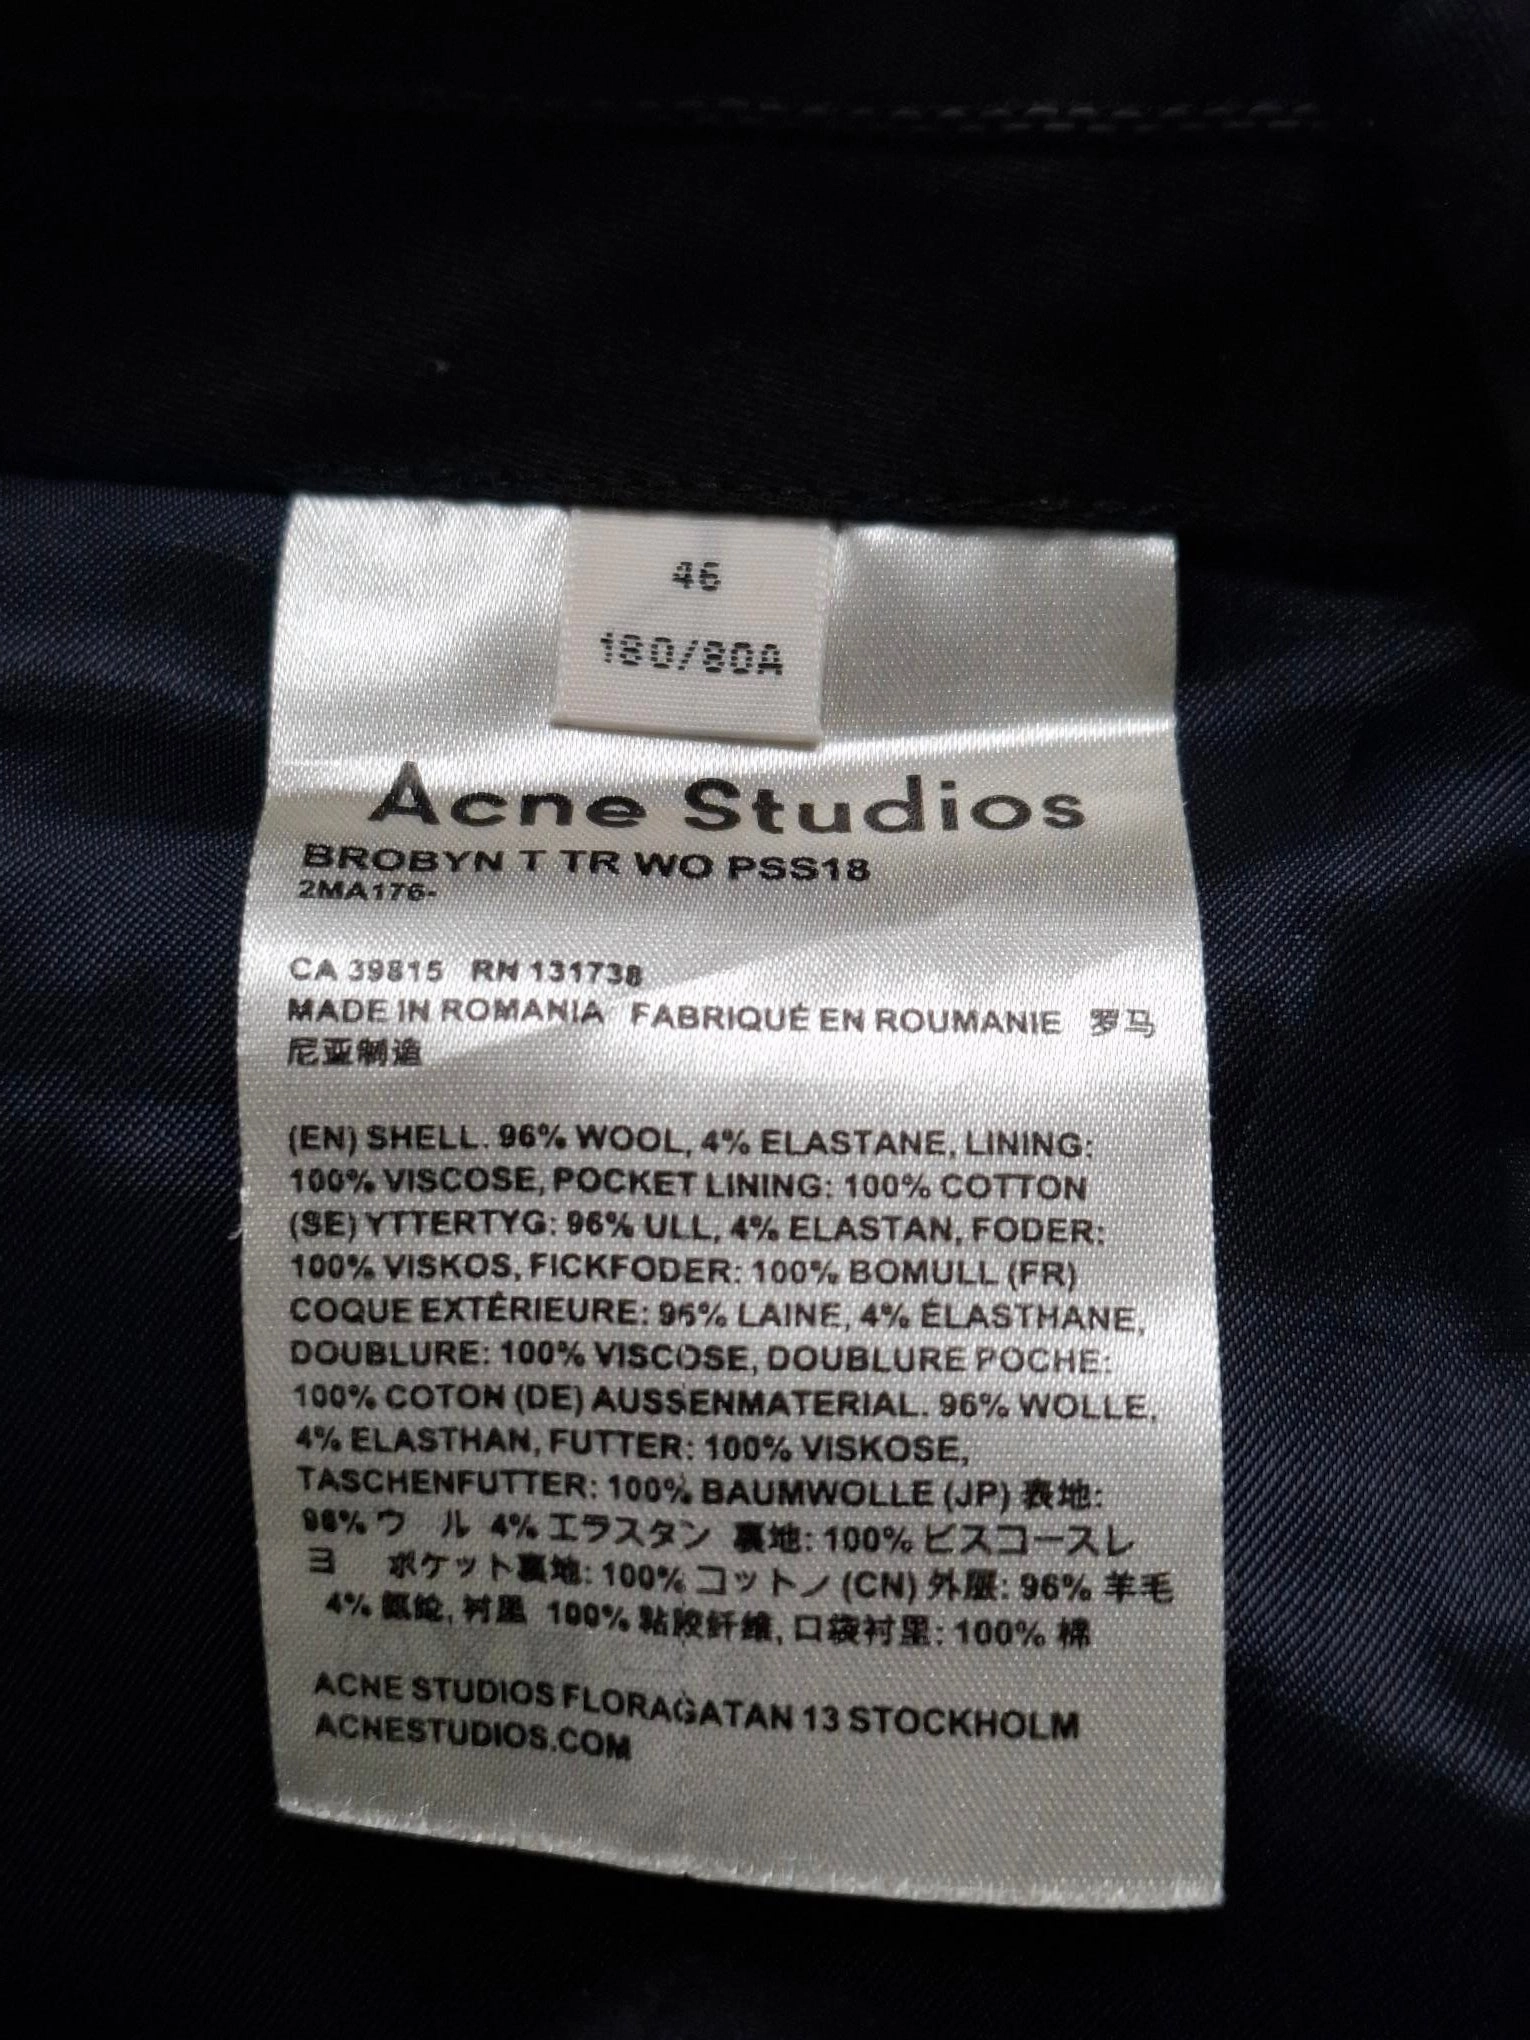 46
180/80A
Acne Studios
BROBYN T TR WO PSS18
2MA176-
CA 39815 RN 131738
MADE IN ROMANIA FABRIQUÉ EN ROUMANIE 罗马
尼亚制造
(EN) SHELL. 96% WOOL, 4% ELASTANE, LINING:
100% VISCOSE, POCKET LINING: 100% COTTON
(SE) YTTERTYG: 96% ULL, 4% ELASTAN, FODER:
100% VISKOS, FICKFODER: 100% BOMULL (FR)
COQUE EXTÉRIEURE: 96% LAINE, 4% ÉLASTHANE,
DOUBLURE: 100% VISCOSE, DOUBLURE POCHE:
100% COTON (DE) AUSSENMATERIAL. 96% WOLLE,
4% ELASTHAN, FUTTER: 100% VISKOSE,
TASCHENFUTTER: 100% BAUMWOLLE (JP) 表地:
96% ウ ル 4% エラスタン 裏地: 100% ビスコースレ
ヨ ポケット裏地: 100% コットン (CN) 外层: 96% 羊毛
4% 氨纶, 衬里 100% 粘胶纤维, 口袋衬里: 100% 棉
ACNE STUDIOS FLORAGATAN 13 STOCKHOLM
ACNESTUDIOS.COM